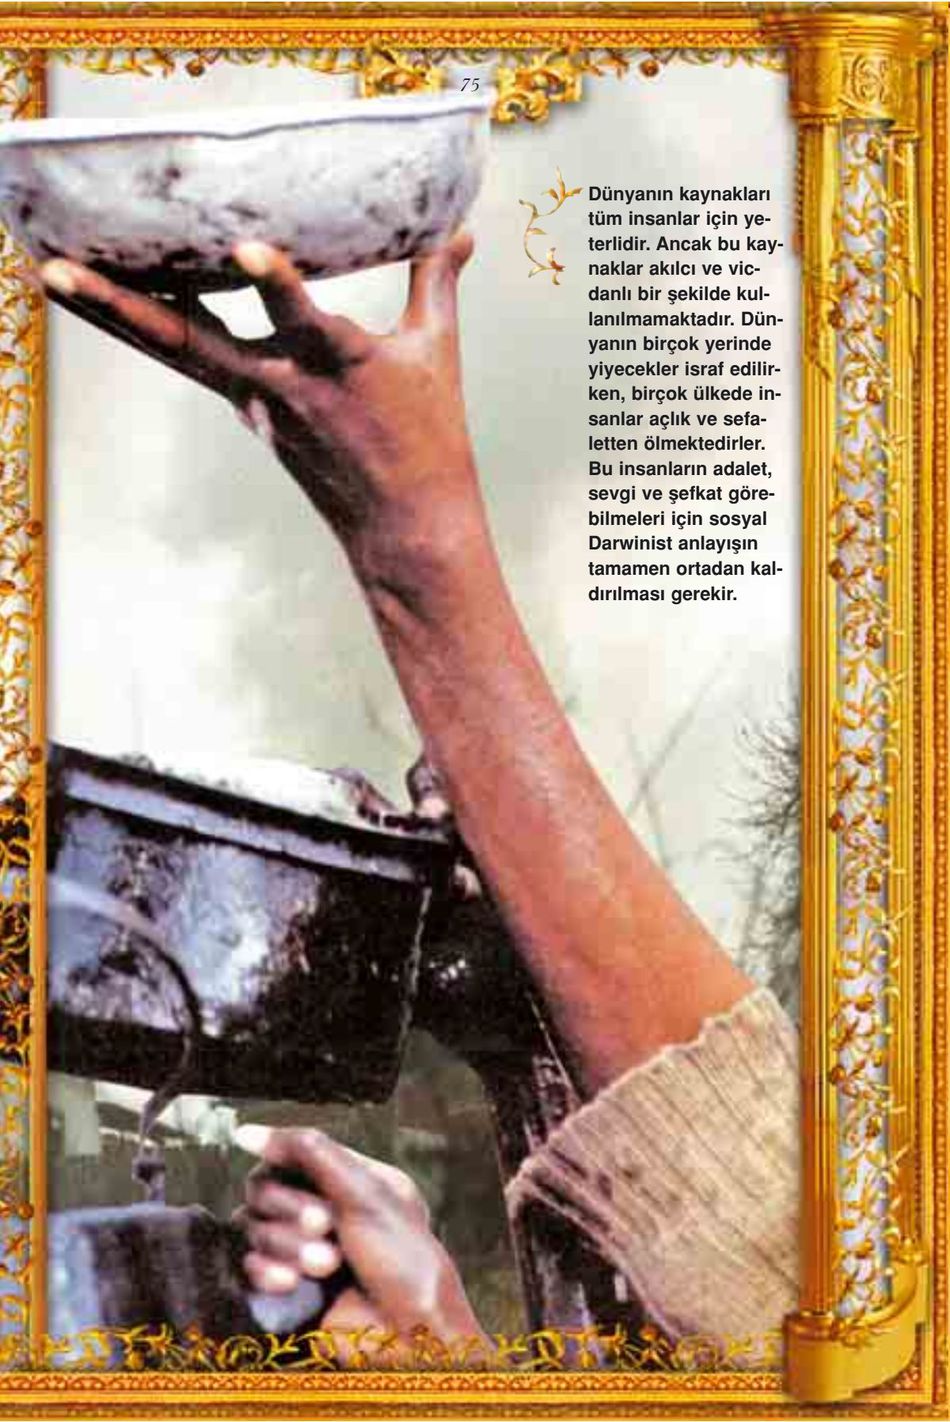 75
Dünyanın kaynakları
tüm insanlar için ye-
terlidir. Ancak bu kay-
naklar akılcı ve vic-
danlı bir şekilde kul-
lanılmamaktadır. Dün-
yanın birçok yerinde
yiyecekler israf edilir-
ken, birçok ülkede in-
sanlar açlık ve sefa-
letten ölmektedirler.
Bu insanların adalet,
sevgi ve şefkat göre-
bilmeleri için sosyal
Darwinist anlayışın
tamamen ortadan kal-
dırılması gerekir.